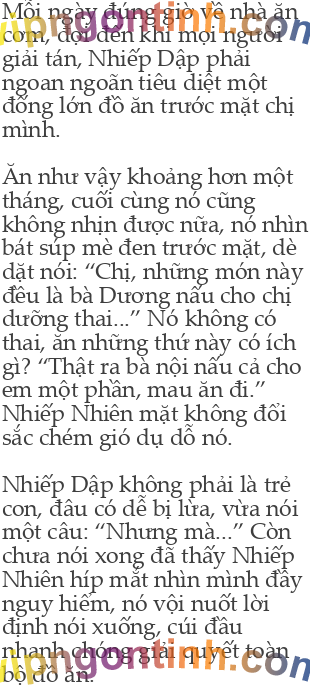 Mỗi ngày đúng giờ về nhà ăn
cơm, đợi đến khi mọi người
giải tán, Nhiếp Dập phải
ngoan ngoãn tiêu diệt một
đống lớn đồ ăn trước mặt chị
mình.
Ăn như vậy khoảng hơn một
tháng, cuối cùng nó cũng
không nhịn được nữa, nó nhìn
bát súp mè đen trước mặt, dè
dặt nói: “Chị, những món này
đều là bà Dương nấu cho chị
dưỡng thai...” Nó không có
thai, ăn những thứ này có ích
gì? “Thật ra bà nội nấu cả cho
em một phần, mau ăn đi.”
Nhiếp Nhiên mặt không đổi
sắc chém gió dụ dỗ nó.
Nhiếp Dập không phải là trẻ
con, đâu có dễ bị lừa, vừa nói
một câu: “Nhưng mà...” Còn
chưa nói xong đã thấy Nhiếp
Nhiên híp mắt nhìn mình đầy
nguy hiểm, nó vội nuốt lời
định nói xuống, cúi đầu
nhanh chóng giải quyết toàn
bộ đồ ăn.